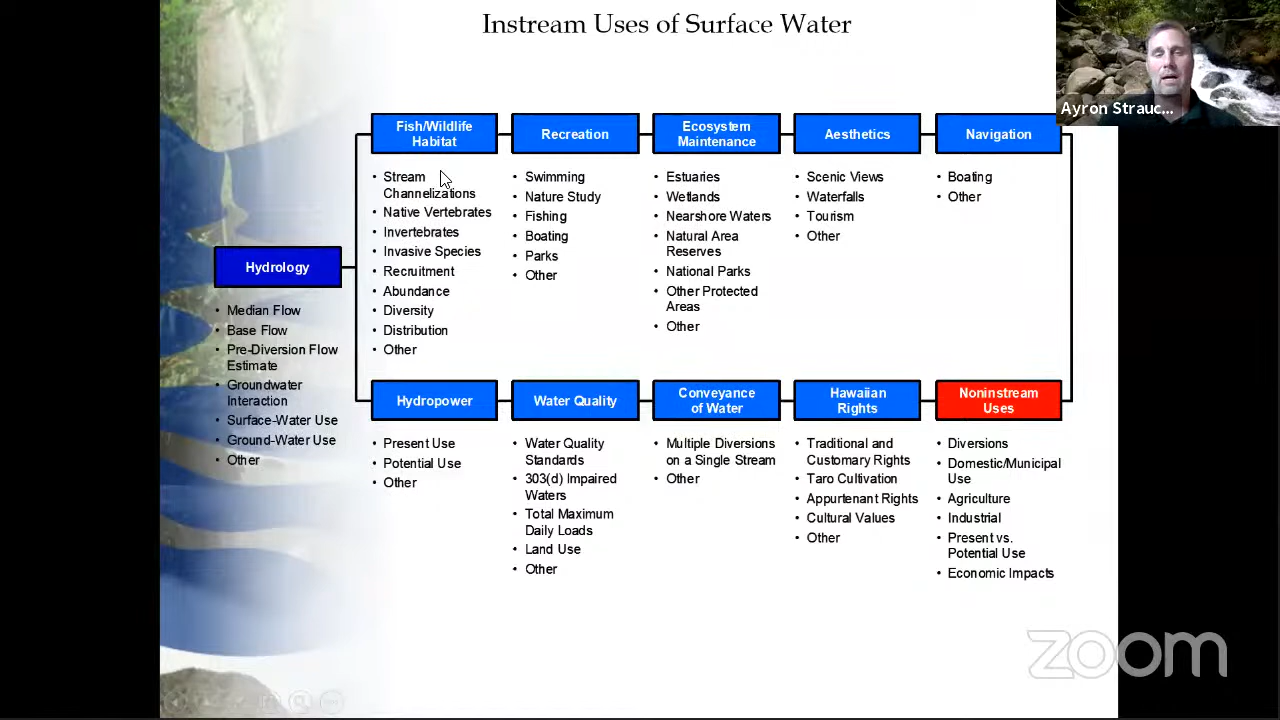 Instream Uses of Surface Water
Ayron Strauc...
Hydrology
• Median Flow
• Base Flow
• Pre-Diversion Flow
Estimate
• Groundwater
Interaction
• Surface-Water Use
• Ground-Water Use
• Other
Fish/Wildlife
Habitat
• Stream
Channelizations
• Native Vertebrates
• Invertebrates
• Invasive Species
• Recruitment
• Abundance
• Diversity
• Distribution
• Other
Recreation
• Swimming
• Nature Study
• Fishing
• Boating
• Parks
• Other
Ecosystem
Maintenance
• Estuaries
• Wetlands
• Nearshore Waters
• Natural Area
Reserves
• National Parks
• Other Protected
Areas
• Other
Aesthetics
• Scenic Views
• Waterfalls
• Tourism
• Other
Navigation
• Boating
• Other
Hydropower
• Present Use
• Potential Use
• Other
Water Quality
• Water Quality
Standards
• 303(d) Impaired
Waters
• Total Maximum
Daily Loads
• Land Use
• Other
Conveyance
of Water
• Multiple Diversions
on a Single Stream
• Other
Hawaiian
Rights
• Traditional and
Customary Rights
• Taro Cultivation
• Appurtenant Rights
• Cultural Values
• Other
Noninstream
Uses
• Diversions
• Domestic/Municipal
Use
• Agriculture
• Industrial
• Present vs.
Potential Use
• Economic Impacts
zoom